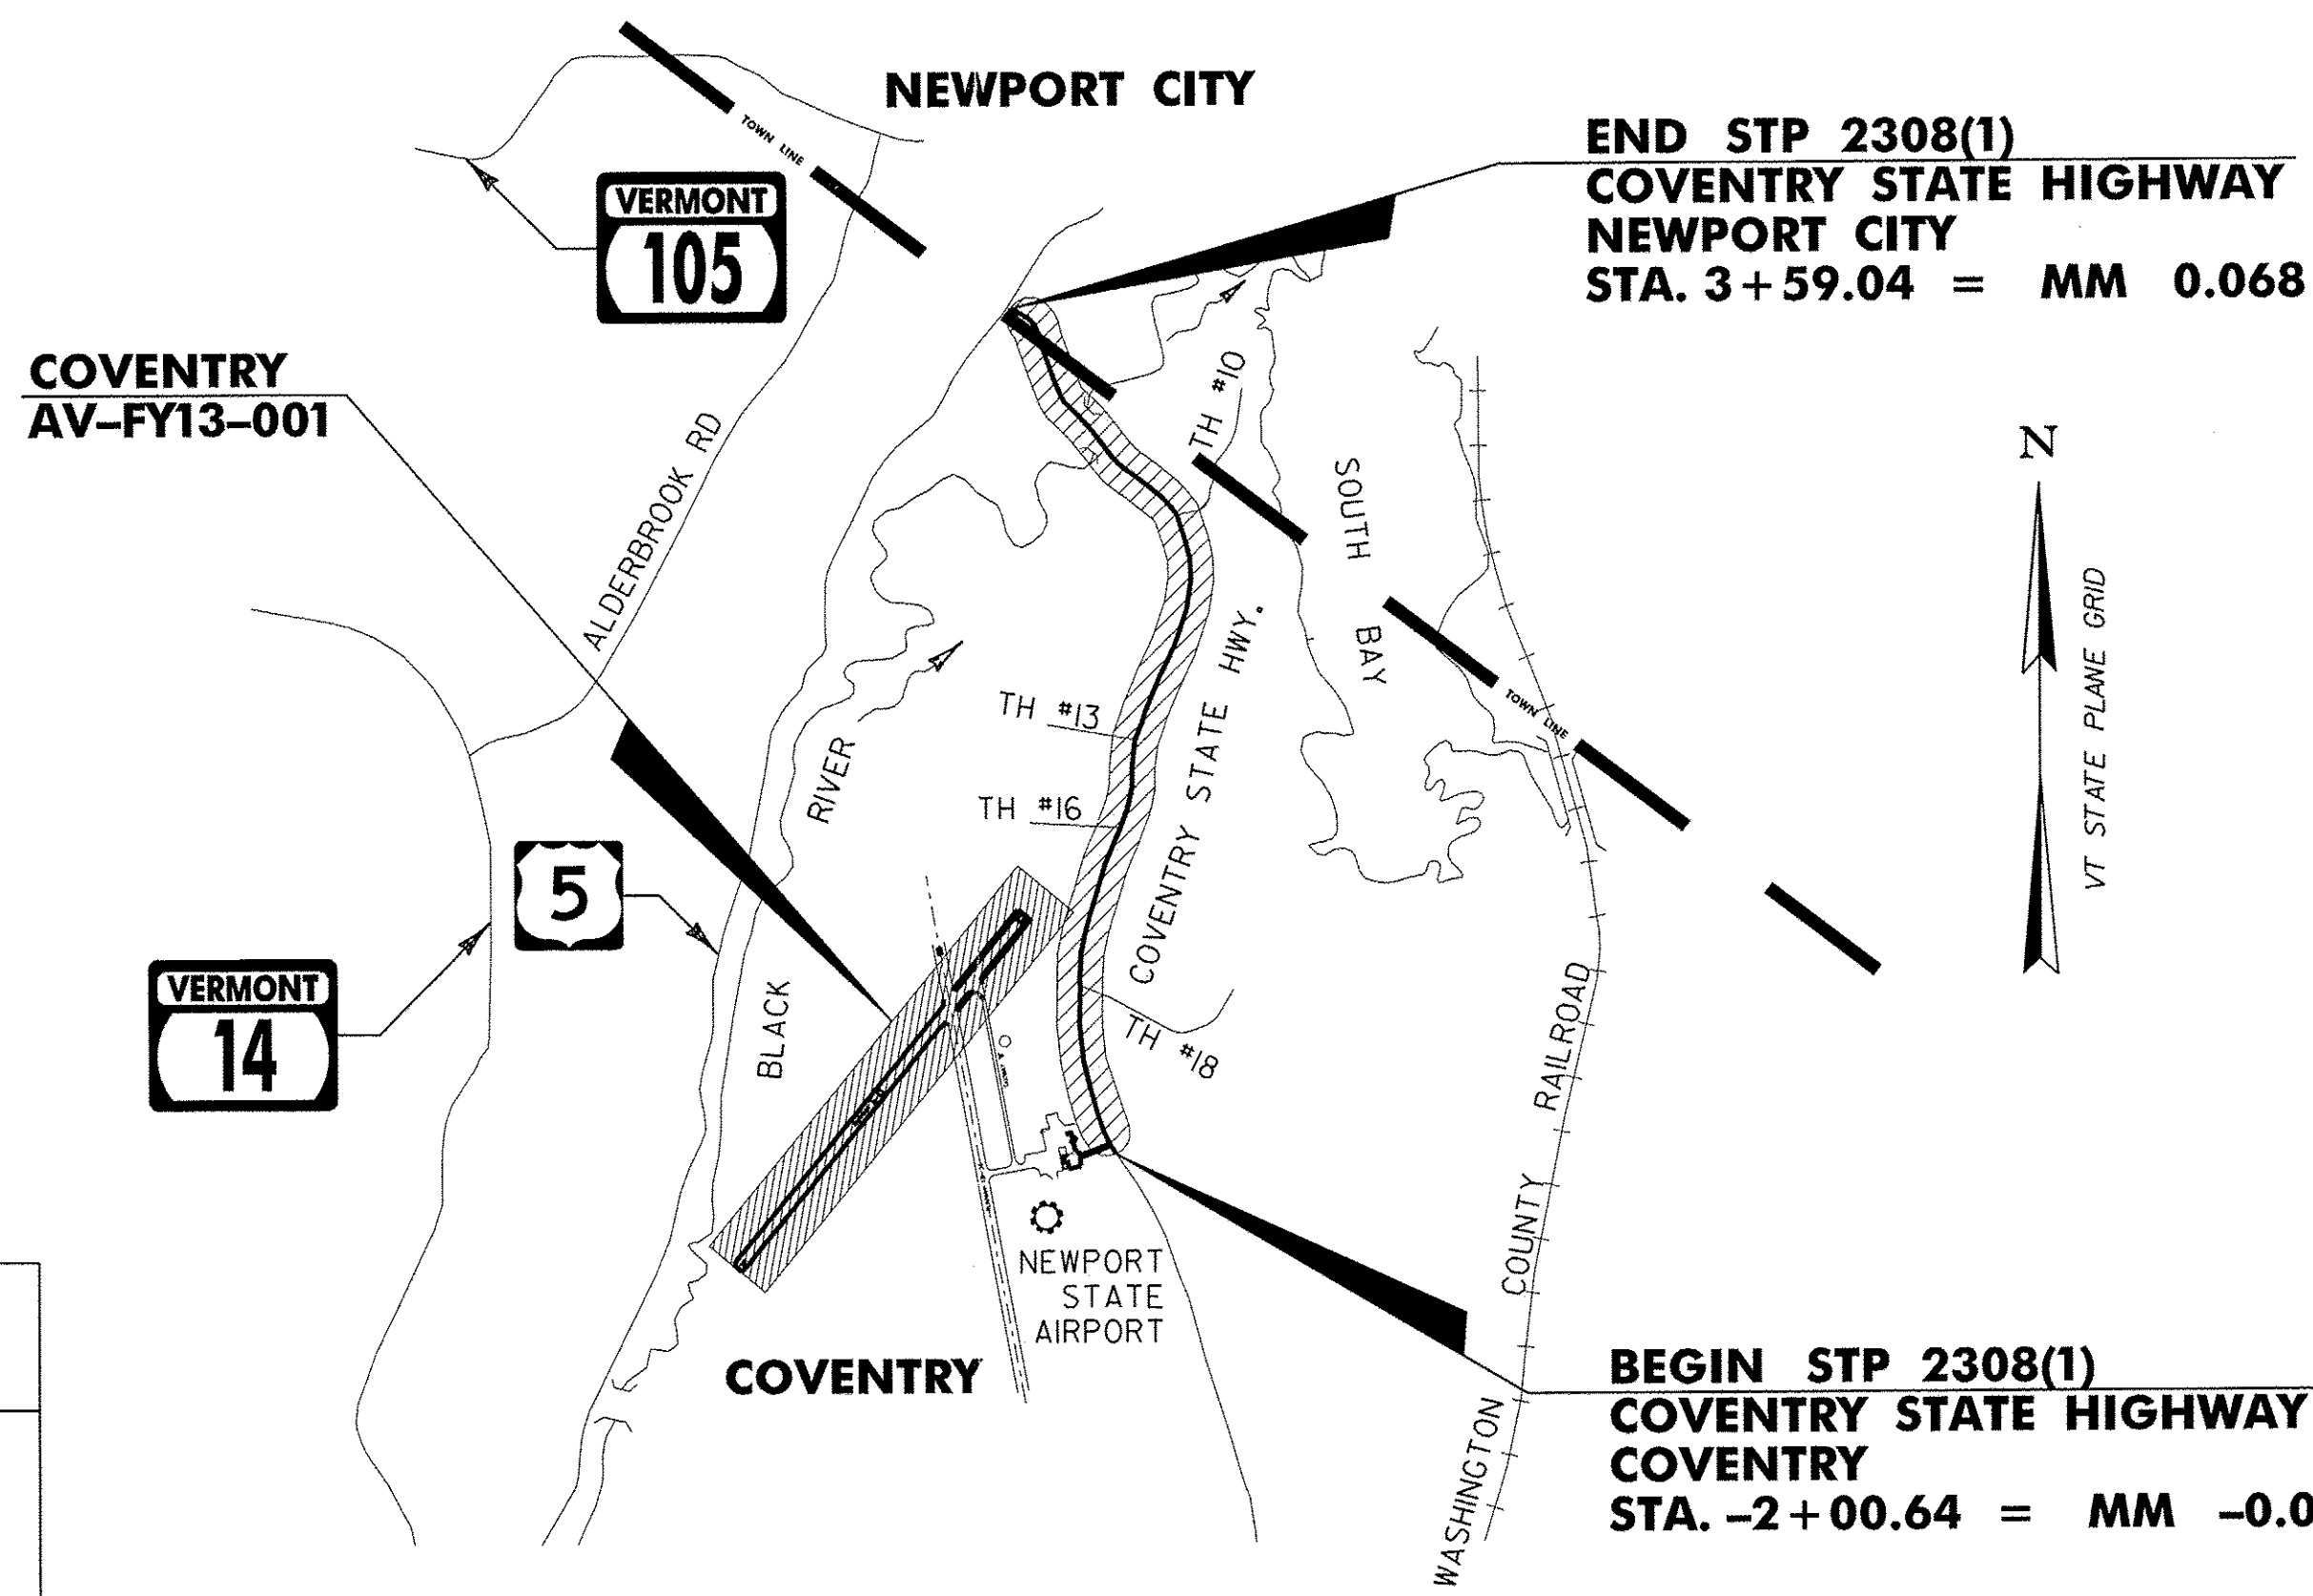 NEWPORT CITY
TOWN LINE
VERMONT
105
END STP 2308(1)
COVENTRY STATE HIGHWAY
NEWPORT CITY
STA. 3+59.04 = MM 0.068
COVENTRY
AV-FY13-001
ALDERBROOK RD
TH #10
SOUTH BAY
N
VT STATE PLANE GRID
TH #13
TH #16
COVENTRY STATE HWY.
TOWN LINE
BLACK RIVER
5
VERMONT
14
TH #18
WASHINGTON COUNTY RAILROAD
NEWPORT
STATE
AIRPORT
COVENTRY
BEGIN STP 2308(1)
COVENTRY STATE HIGHWAY
COVENTRY
STA. -2+00.64 = MM -0.0